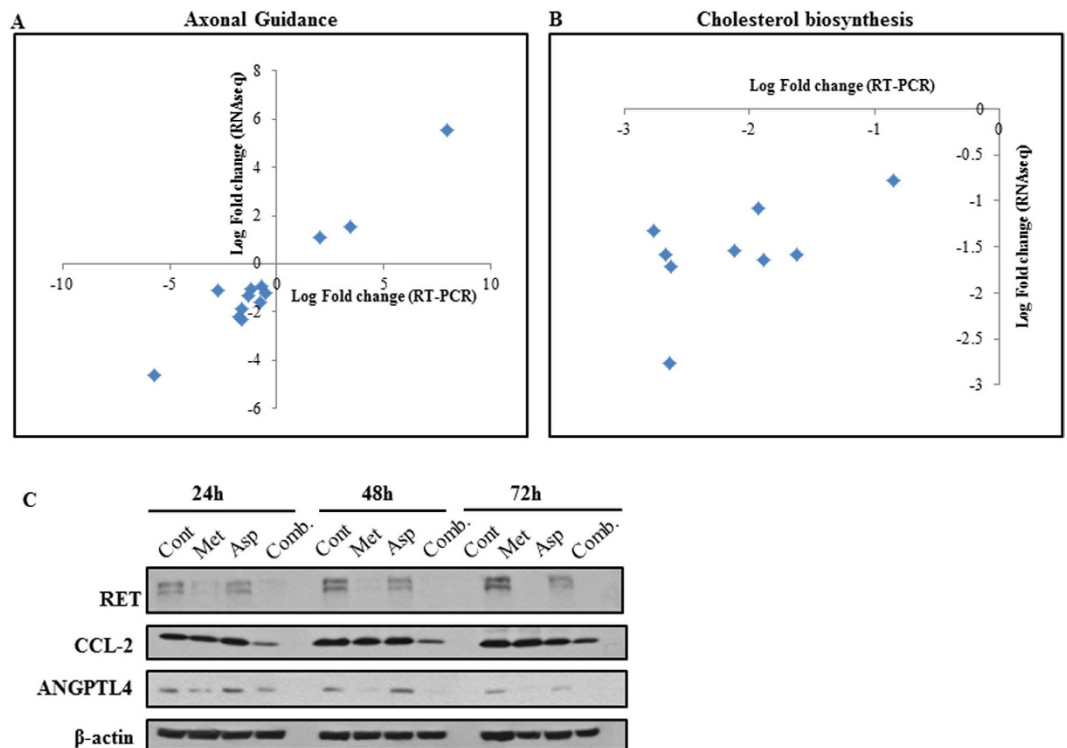 A
Axonal Guidance
8
6
4
2
0
-2
-4
-6
-10
-5
0
5
10
Log Fold change (RNAseq)
Log Fold change (RT-PCR)
B
Cholesterol biosynthesis
Log Fold change (RT-PCR)
-3
-2
-1
0
0
-0.5
-1
-1.5
-2
-2.5
-3
Log Fold change (RNAseq)
C
24h 48h 72h
Cont Met Asp Comb. Cont Met Asp Comb. Cont Met Asp Comb.
RET
CCL-2
ANGPTL4
β-actin